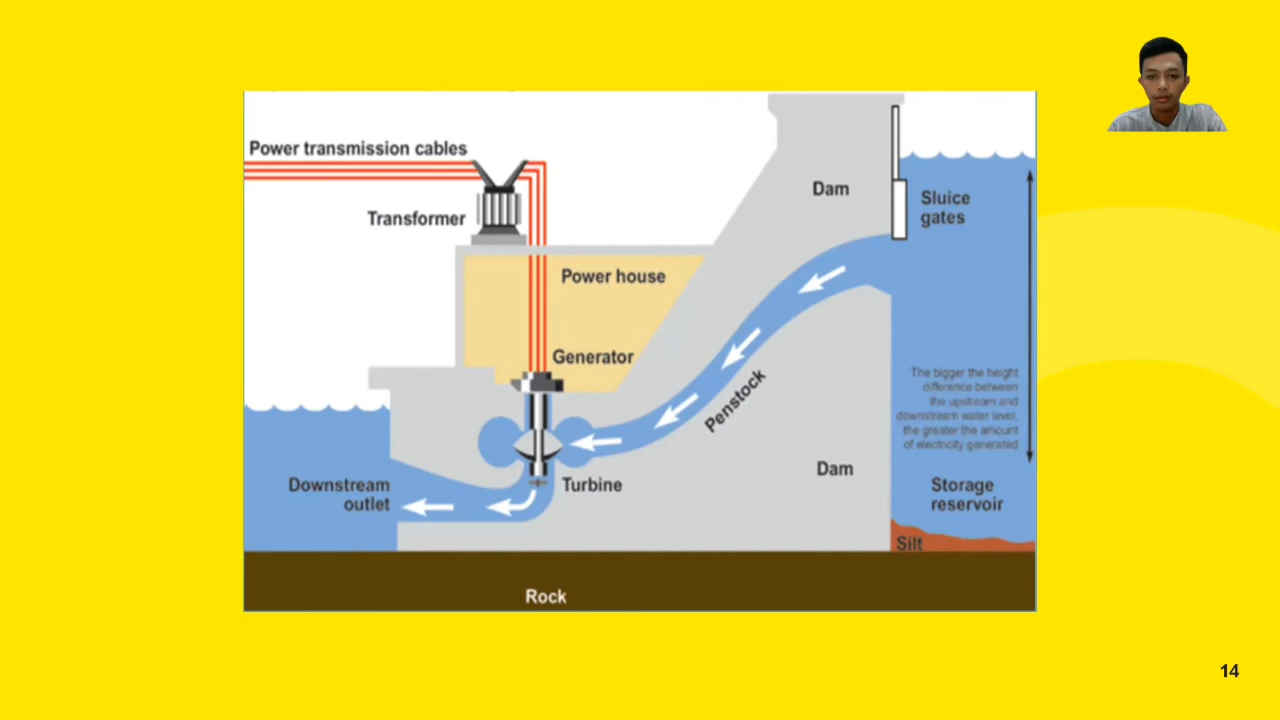 Power transmission cables
Transformer
Dam
Sluice
gates
Power house
Generator
Penstock
The bigger the height
difference between
the upstream and
downstream water level,
the greater the amount
of electricity generated
Downstream
outlet
Turbine
Dam
Storage
reservoir
Silt
Rock
14